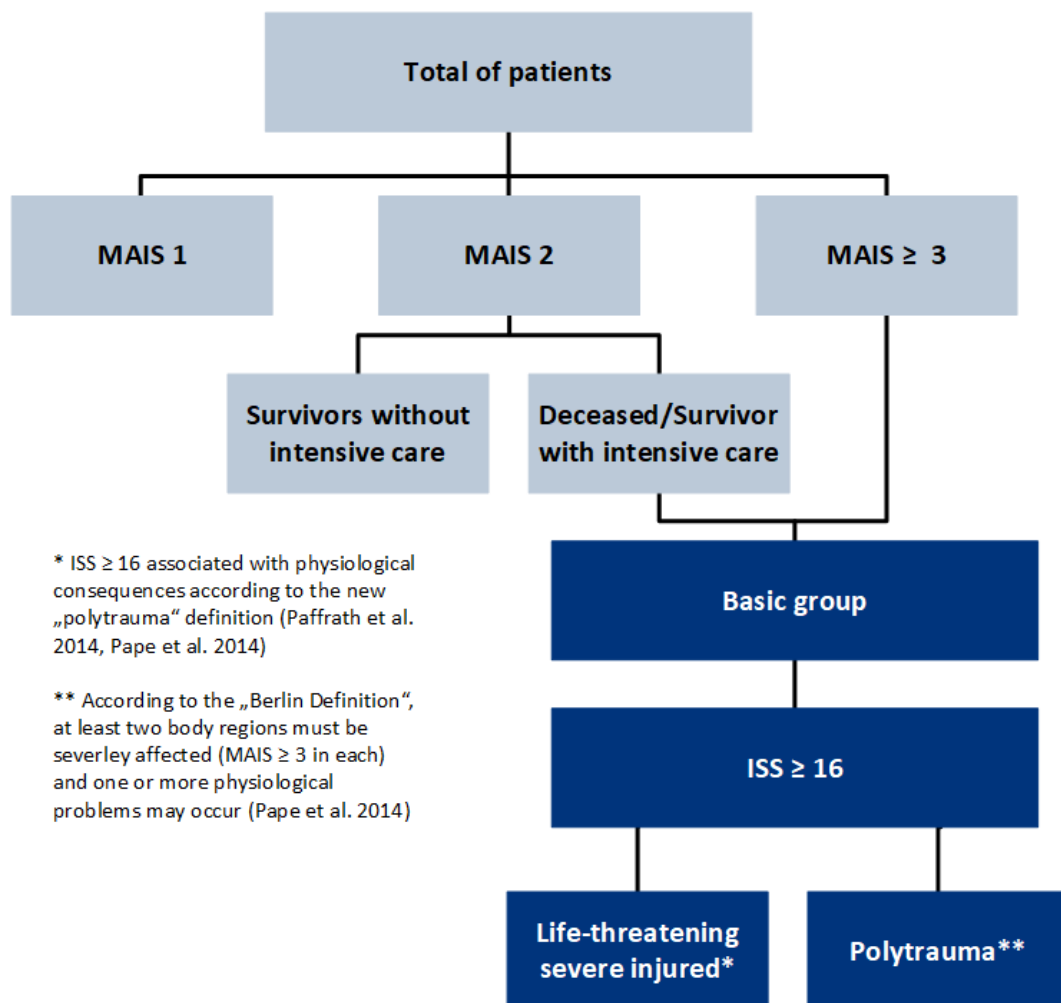 Total of patients
MAIS 1
MAIS 2
MAIS ≥  3
Survivors without
intensive care
Deceased/Survivor
with intensive care
* ISS ≥ 16 associated with physiological
consequences according to the new
„polytrauma“ definition (Paffrath et al.
2014, Pape et al. 2014)
** According to the „Berlin Definition“,
at least two body regions must be
severley affected (MAIS ≥ 3 in each)
and one or more physiological
problems may occur (Pape et al. 2014)
Basic group
ISS ≥ 16
Life-threatening
severe injured*
Polytrauma**